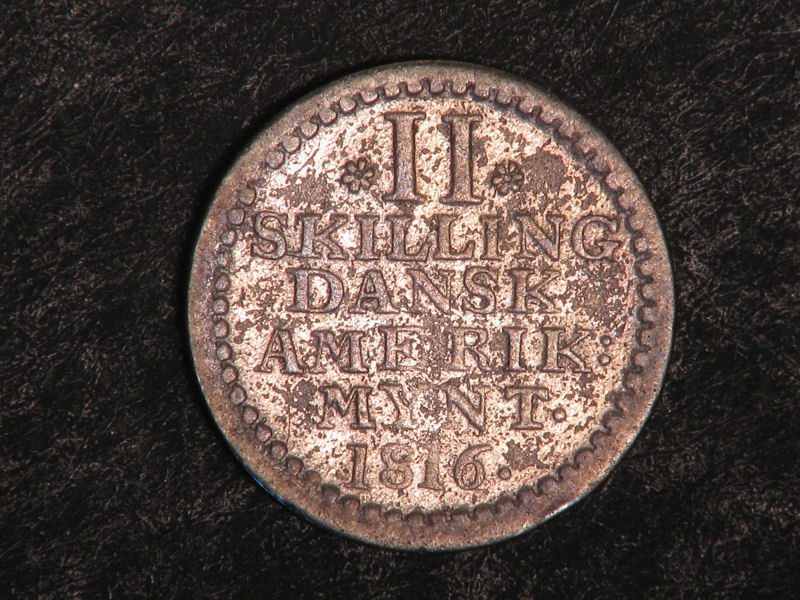 II
SKILLING
DANSK
AMERIK:
MYNT.
1816.